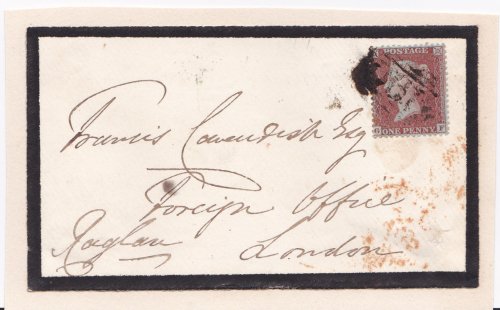 POSTAGE
ONE PENNY
Francis Cavendish Esq
Foreign Office
Raglan London